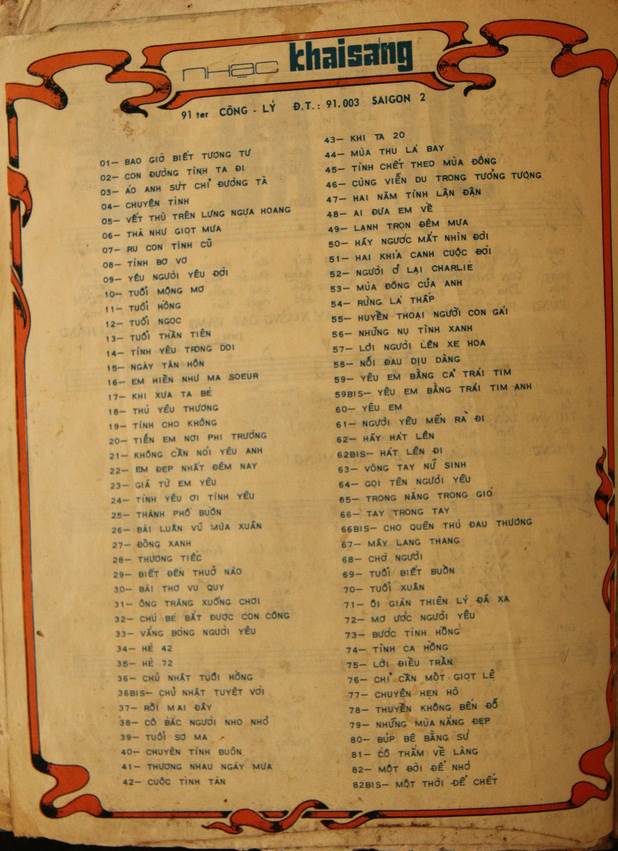 nhạc khaisáng
91 ter CÔNG - LÝ Đ.T.: 91.003 SAIGON 2
01— BAO GIỜ BIẾT TƯƠNG TƯ
02— CON ĐƯỜNG TÌNH TA ĐI
03— ÁO ANH SỨT CHỈ ĐƯỜNG TÀ
04— CHUYỆN TÌNH
05— VẾT THÙ TRÊN LƯNG NGỰA HOANG
06— THÀ NHƯ GIỌT MƯA
07— RU CON TÌNH CŨ
08— TÌNH BƠ VƠ
09— YÊU NGƯỜI YÊU ĐỜI
10— TUỔI MỘNG MƠ
11— TUỔI HỒNG
12— TUỔI NGỌC
13— TUỔI THẦN TIÊN
14— TÌNH YÊU TRONG DOI
15— NGÀY TÂN HÔN
16— EM HIỀN NHƯ MA SOEUR
17— KHI XƯA TA BÉ
18— THÚ YÊU THƯƠNG
19— TÌNH CHO KHÔNG
20— TIỄN EM NƠI PHI TRƯỜNG
21— KHÔNG CẦN NÓI YÊU ANH
22— EM ĐẸP NHẤT ĐÊM NAY
23— GIÃ TỪ EM YÊU
24— TÌNH YÊU ƠI TÌNH YÊU
25— THÀNH PHỐ BUỒN
26— BÀI LUÂN VŨ MÙA XUÂN
27— ĐỒNG XANH
28— THƯƠNG TIẾC
29— BIẾT ĐẾN THUỞ NÀO
30— BÀI THƠ VU QUY
31— ÔNG TRĂNG XUỐNG CHƠI
32— CHÚ BÉ BẮT ĐƯỢC CON CÔNG
33— VẮNG BÓNG NGƯỜI YÊU
34— HÈ 42
35— HÈ 72
36— CHỦ NHẬT TUỔI HỒNG
36BIS— CHỦ NHẬT TUYỆT VỜI
37— RỒI MAI ĐÂY
38— CÔ BẮC NGƯỜI NHO NHỎ
39— TUỔI SỢ MA
40— CHUYỆN TÌNH BUỒN
41— THƯƠNG NHAU NGÀY MƯA
42— CUỘC TÌNH TÀN
43— KHI TA 20
44— MÙA THU LÁ BAY
45— TÌNH CHẾT THEO MÙA ĐÔNG
46— CÙNG VIỄN DU TRONG TƯỞNG TƯỢNG
47— HAI NĂM TÌNH LẬN ĐẬN
48— AI ĐƯA EM VỀ
49— LẠNH TRỌN ĐÊM MƯA
50— HÃY NGƯỚC MẮT NHÌN ĐỜI
51— HAI KHÍA CẠNH CUỘC ĐỜI
52— NGƯỜI Ở LẠI CHARLIE
53— MÙA ĐÔNG CỦA ANH
54— RỪNG LÁ THẤP
55— HUYỀN THOẠI NGƯỜI CON GÁI
56— NHỮNG NỤ TÌNH XANH
57— LỜI NGƯỜI LÊN XE HOA
58— NỖI ĐAU DỊU DÀNG
59— YÊU EM BẰNG CẢ TRÁI TIM
59BIS— YÊU EM BẰNG TRÁI TIM ANH
60— YÊU EM
61— NGƯỜI YÊU MẾN RA ĐI
62— HÃY HÁT LÊN
62BIS— HÁT LÊN ĐI
63— VÒNG TAY NỮ SINH
64— GỌI TÊN NGƯỜI YÊU
65— TRONG NẮNG TRONG GIÓ
66— TAY TRONG TAY
66BIS— CHO QUÊN THÚ ĐAU THƯƠNG
67— MÂY LANG THANG
68— CHỜ NGƯỜI
69— TUỔI BIẾT BUỒN
70— TUỔI XUÂN
71— ÔI GIÁN THIÊN LÝ ĐÃ XA
72— MƠ ƯỚC NGƯỜI YÊU
73— BƯỚC TÌNH HỒNG
74— TÌNH CA HỒNG
75— LỜI ĐIỀU TRẦN
76— CHỈ CẦN MỘT GIỌT LỆ
77— CHUYỆN HẸN HÒ
78— THUYỀN KHÔNG BẾN ĐỖ
79— NHỮNG MÙA NẮNG ĐẸP
80— BÚP BÊ BẰNG SỨ
81— CÔ THẮM VỀ LÀNG
82— MỘT ĐỜI ĐỂ NHỚ
82BIS— MỘT THỜI ĐỂ CHẾT